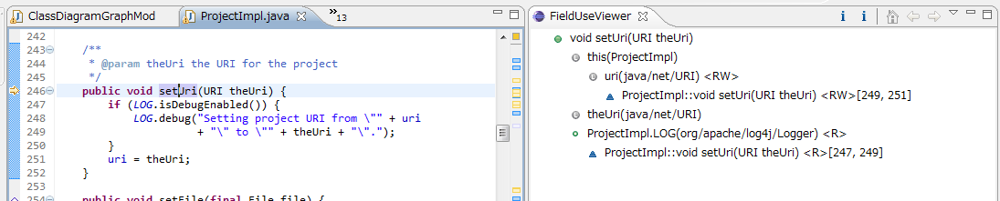 ClassDiagramGraphMod
ProjectImpl.java
»13
242
243 /**
244 * @param theUri the URI for the project
245 */
246 public void setUri(URI theUri) {
247 if (LOG.isDebugEnabled()) {
248 LOG.debug("Setting project URI from \"" + uri
249 + "\" to \"" + theUri + "\".");
250 }
251 uri = theUri;
252 }
253
254 public void setFile(final File file) {
FieldUseViewer
void setUri(URI theUri)
this(ProjectImpl)
uri(java/net/URI) <RW>
ProjectImpl::void setUri(URI theUri) <RW>[249, 251]
theUri(java/net/URI)
ProjectImpl.LOG(org/apache/log4j/Logger) <R>
ProjectImpl::void setUri(URI theUri) <R>[247, 249]